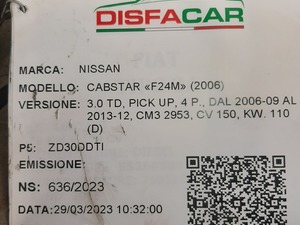 DISFACAR
MARCA: NISSAN
MODELLO: CABSTAR «F24M» (2006)
VERSIONE: 3.0 TD, PICK UP, 4 P., DAL 2006-09 AL
2013-12, CM3 2953, CV 150, KW. 110
(D)
P5: ZD30DDTI
EMISSIONE:
NS: 636/2023
DATA:29/03/2023 10:32:00